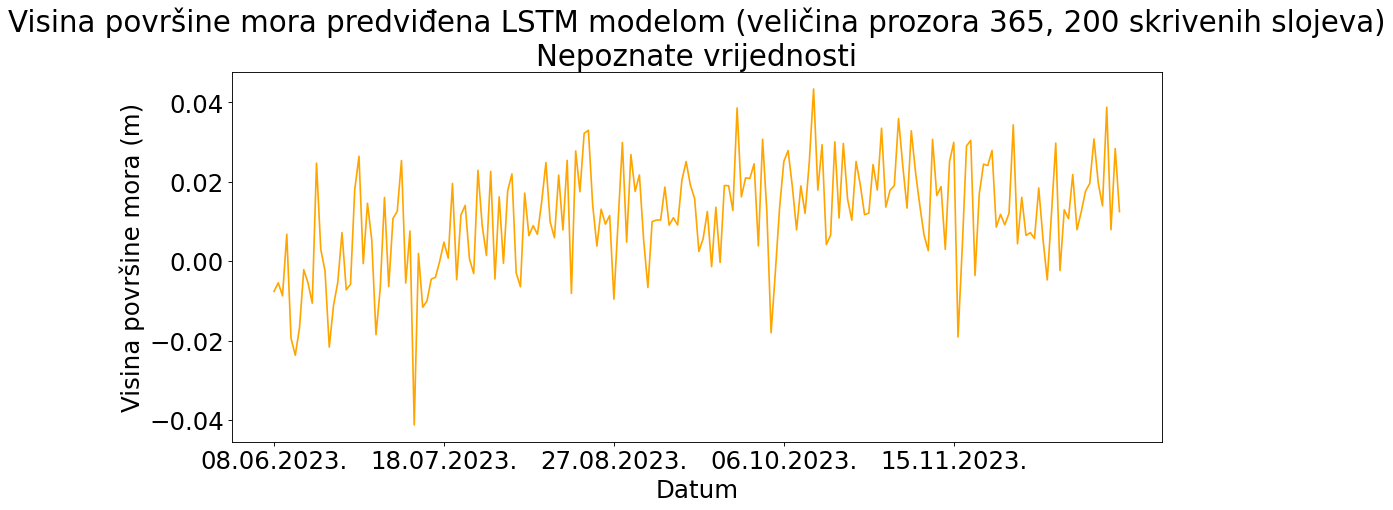 Visina površine mora predviđena LSTM modelom (veličina prozora 365, 200 skrivenih slojeva)
Nepoznate vrijednosti
Visina površine mora (m)
0.04
0.02
0.00
−0.02
−0.04
08.06.2023. 18.07.2023. 27.08.2023. 06.10.2023. 15.11.2023.
Datum